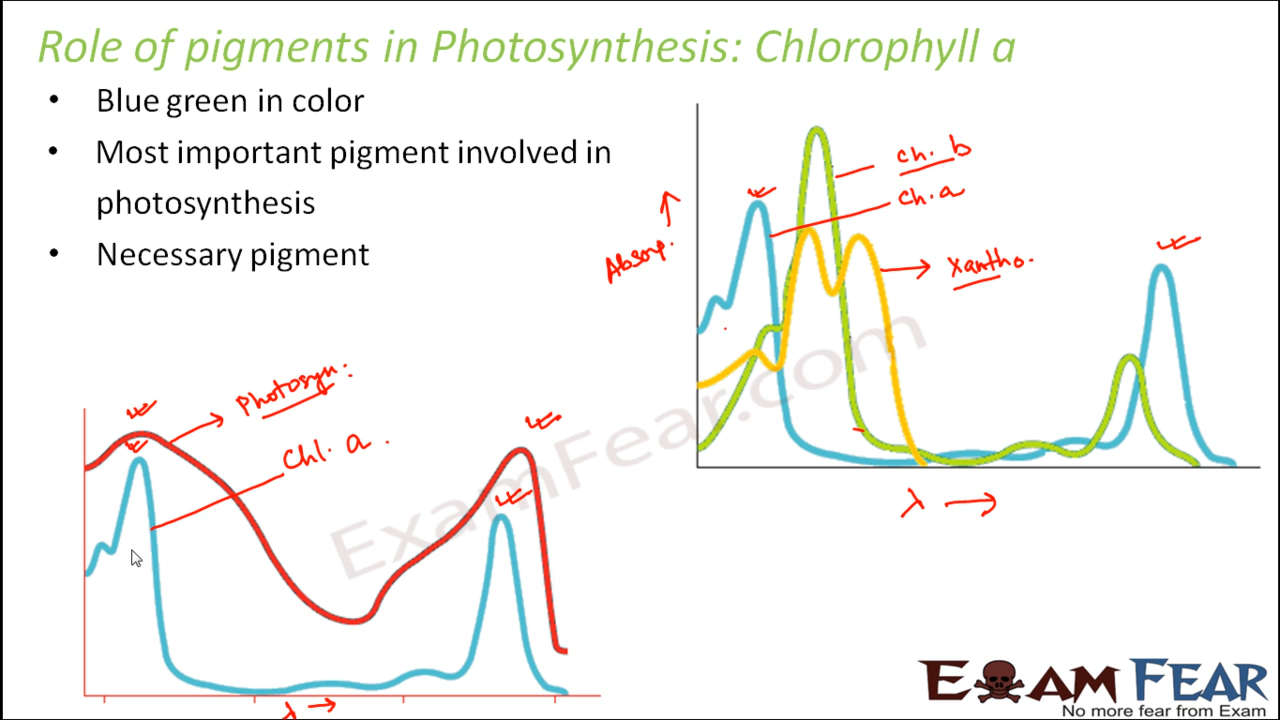 Role of pigments in Photosynthesis: Chlorophyll a
• Blue green in color
• Most important pigment involved in
photosynthesis
• Necessary pigment
Absorp.
ch. b
ch. a
Xantho.
λ →
Photosyn:
Chl. a.
λ →
ExamFear.com
EXAM FEAR
No more fear from Exam